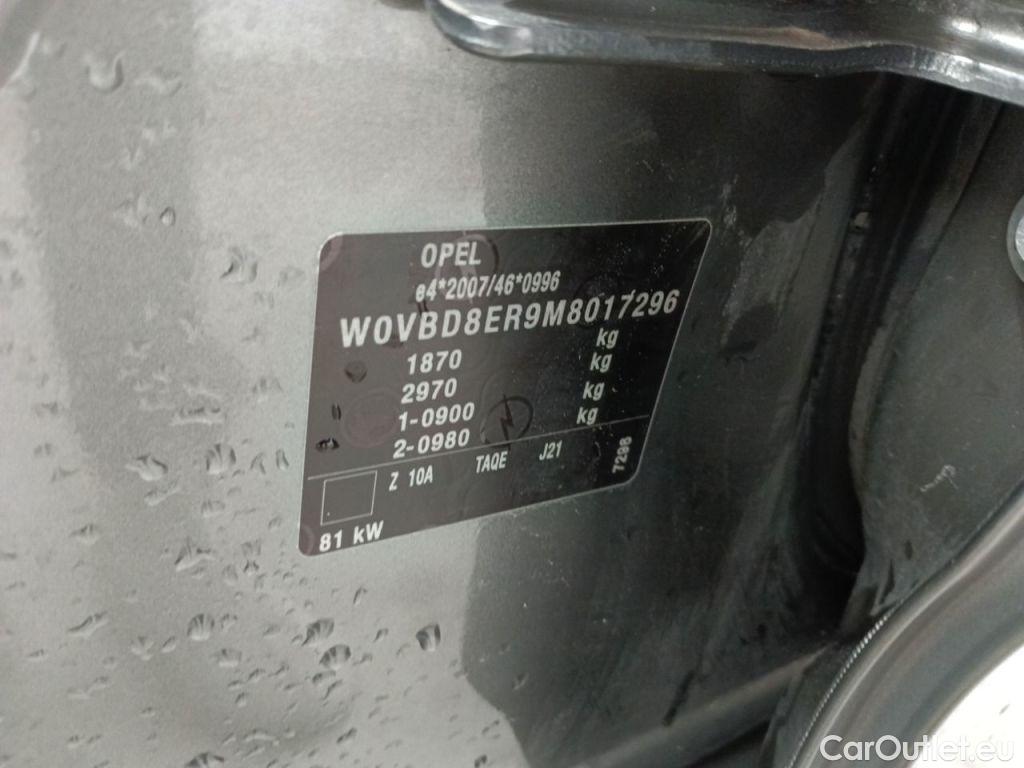 OPEL
e4*2007/46*0996
W0VBD8ER9M8017296
1870 kg
2970 kg
1-0900 kg
2-0980 kg
Z 10A TAQE J21
7296
81 kW
CarOutlet.eu